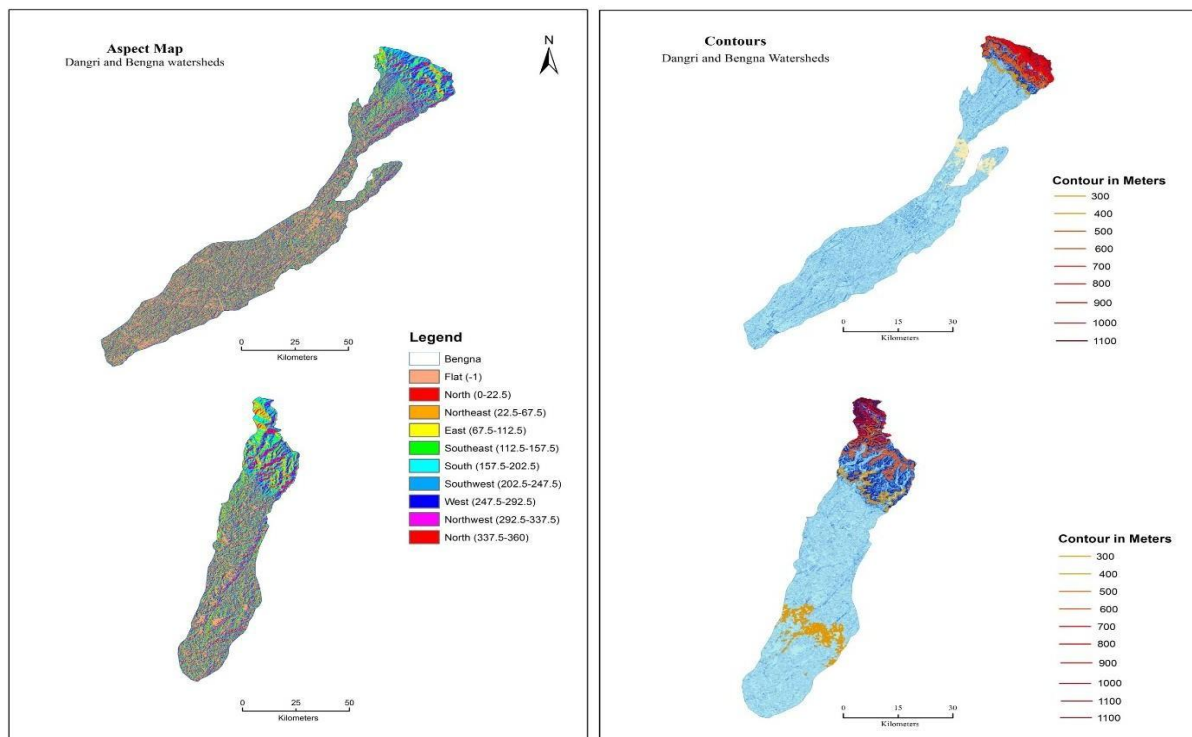 Aspect Map
Dangri and Bengna watersheds
N
0 25 50
Kilometers
Legend
Bengna
Flat (-1)
North (0-22.5)
Northeast (22.5-67.5)
East (67.5-112.5)
Southeast (112.5-157.5)
South (157.5-202.5)
Southwest (202.5-247.5)
West (247.5-292.5)
Northwest (292.5-337.5)
North (337.5-360)
0 25 50
Kilometers
Contours
Dangri and Bengna Watersheds
Contour in Meters
300
400
500
600
700
800
900
1000
1100
0 15 30
Kilometers
Contour in Meters
300
400
500
600
700
800
900
1000
1100
1100
0 15 30
Kilometers